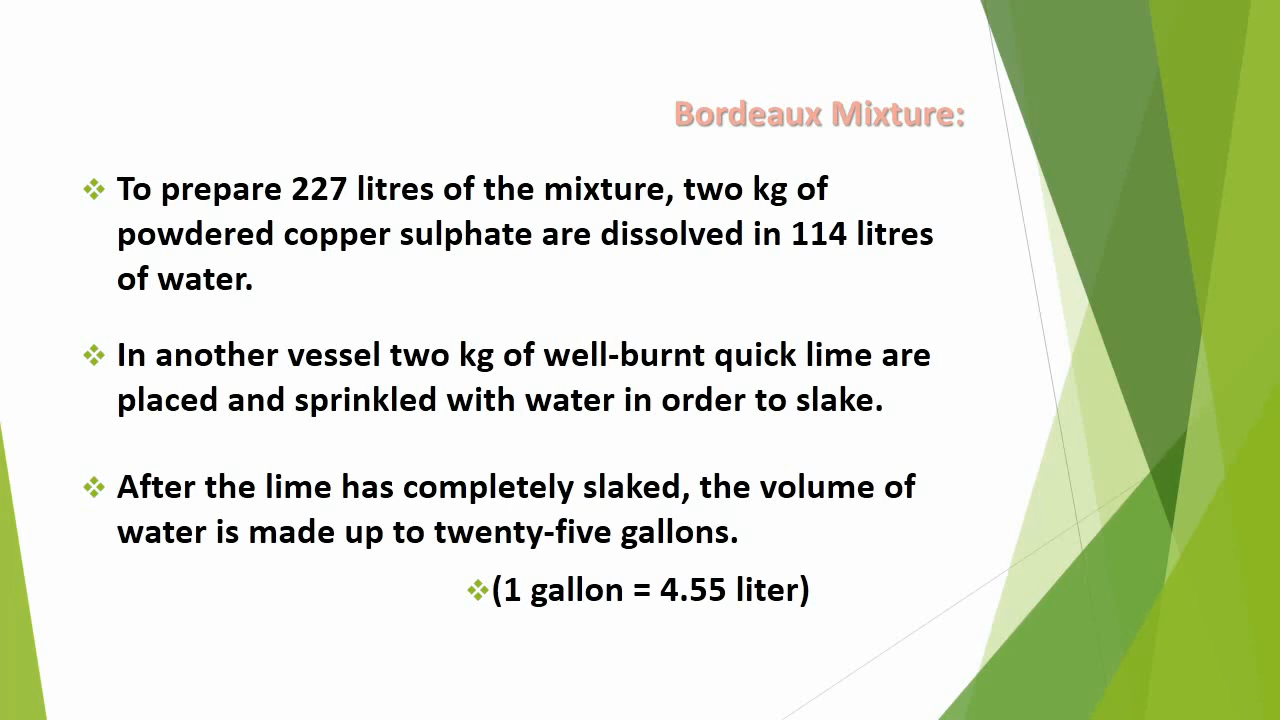 Bordeaux Mixture:
❖ To prepare 227 litres of the mixture, two kg of
powdered copper sulphate are dissolved in 114 litres
of water.
❖ In another vessel two kg of well-burnt quick lime are
placed and sprinkled with water in order to slake.
❖ After the lime has completely slaked, the volume of
water is made up to twenty-five gallons.
❖(1 gallon = 4.55 liter)